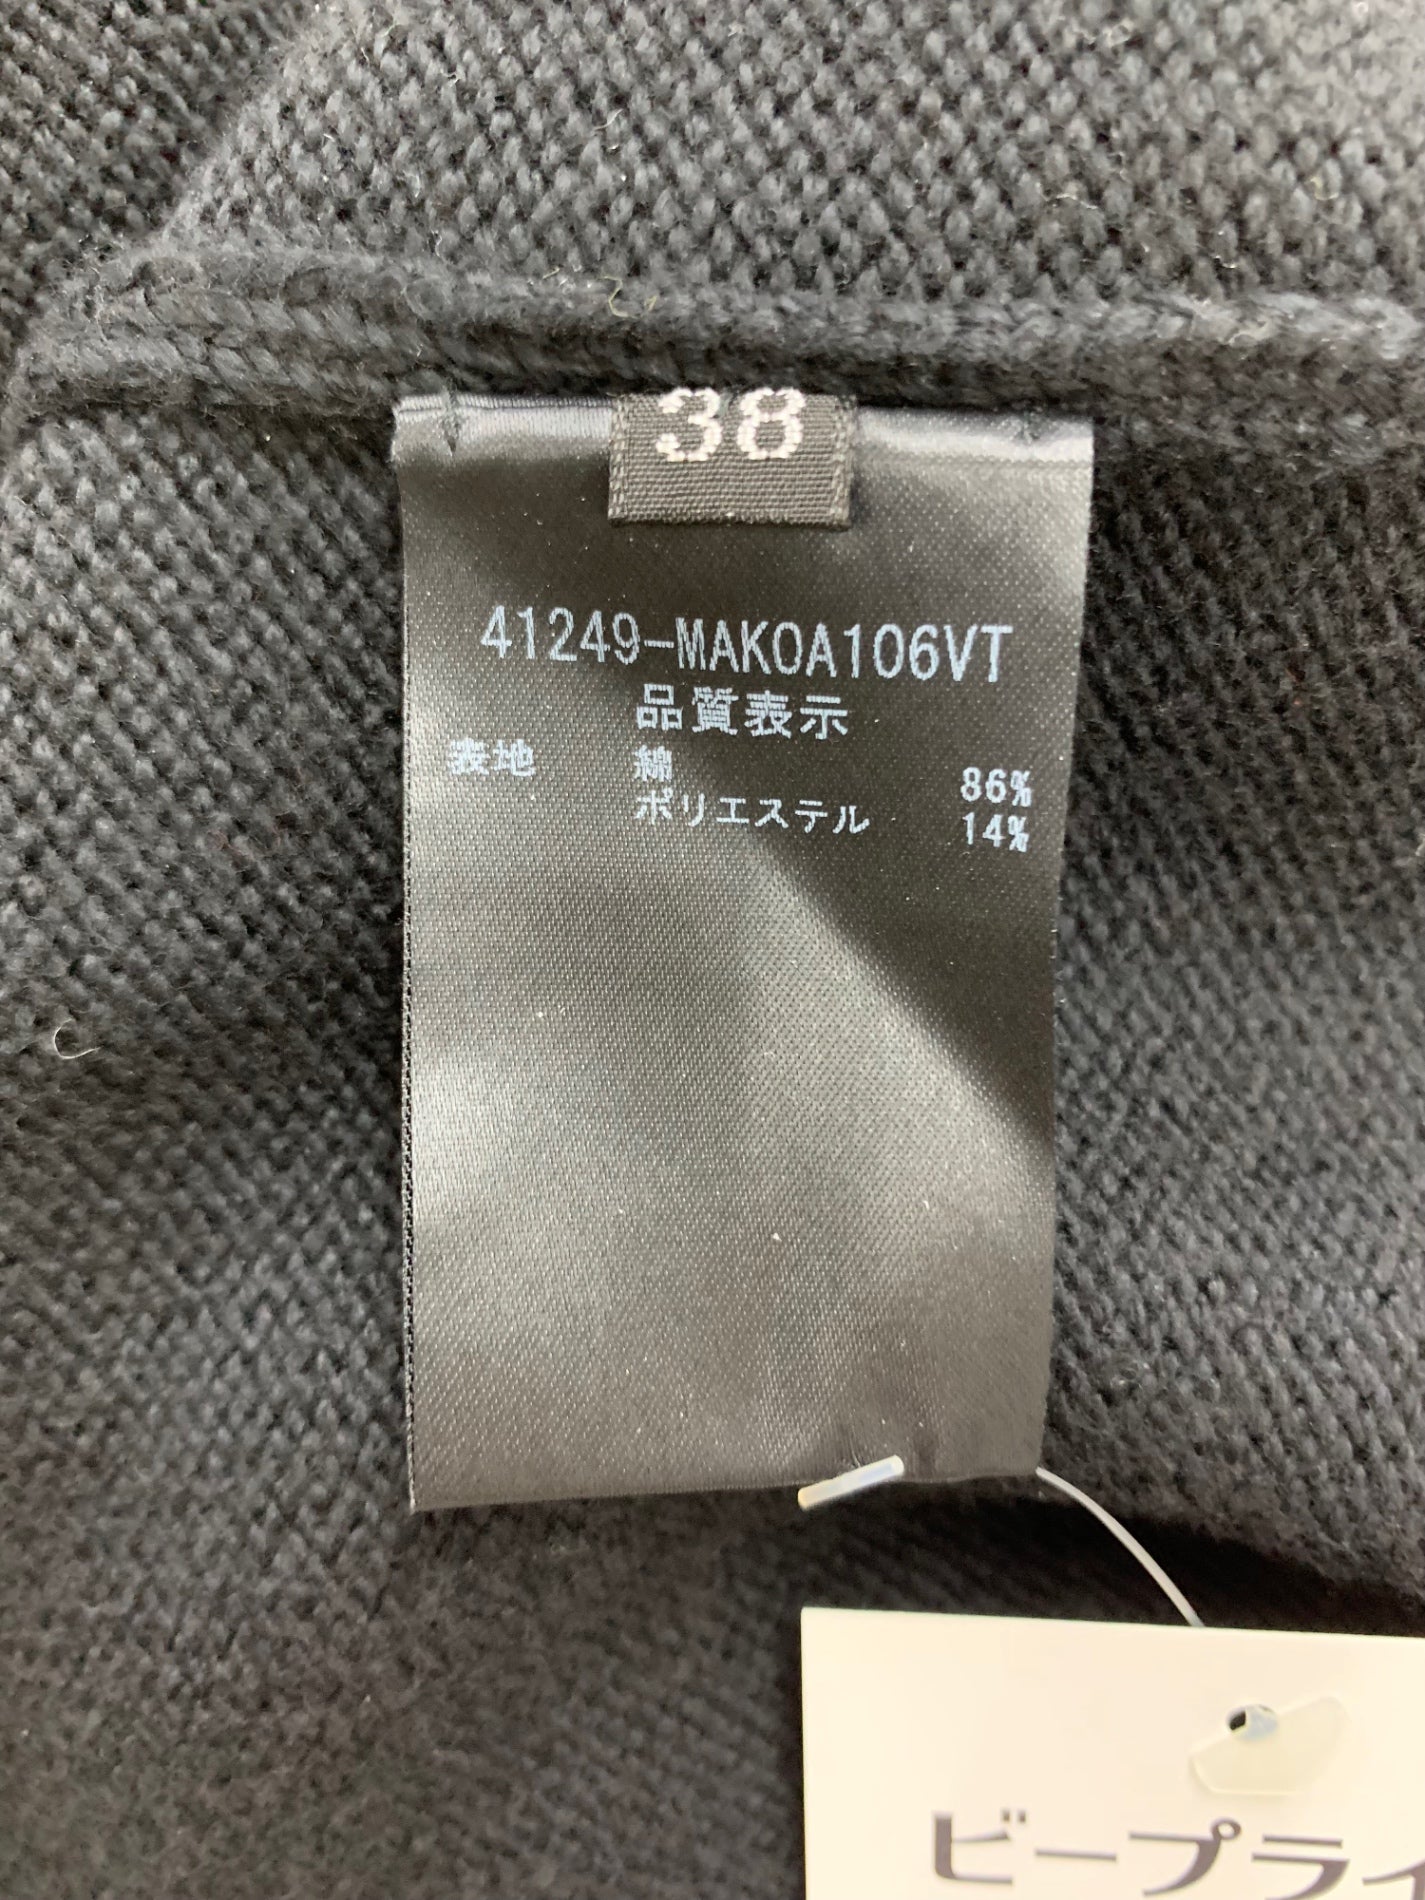 38
41249-MAKOA106VT
品質表示
表地 綿 86%
ポリエステル 14%
ビープライ